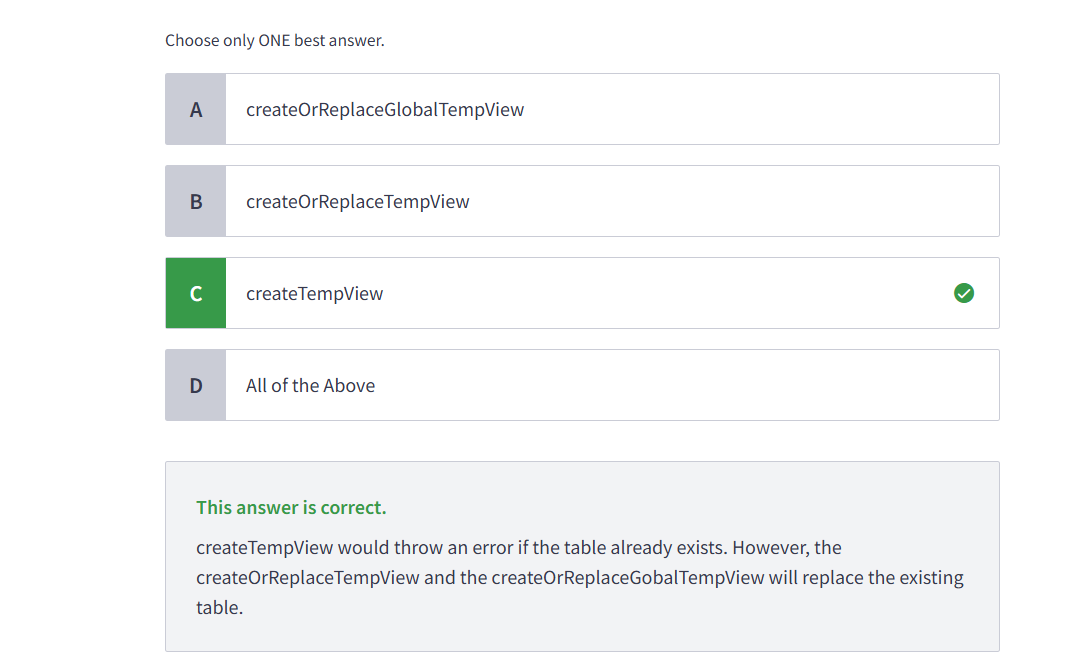 Choose only ONE best answer.
A
createOrReplaceGlobalTempView
B
createOrReplaceTempView
C
createTempView
D
All of the Above
This answer is correct.
createTempView would throw an error if the table already exists. However, the
createOrReplaceTempView and the createOrReplaceGobalTempView will replace the existing
table.